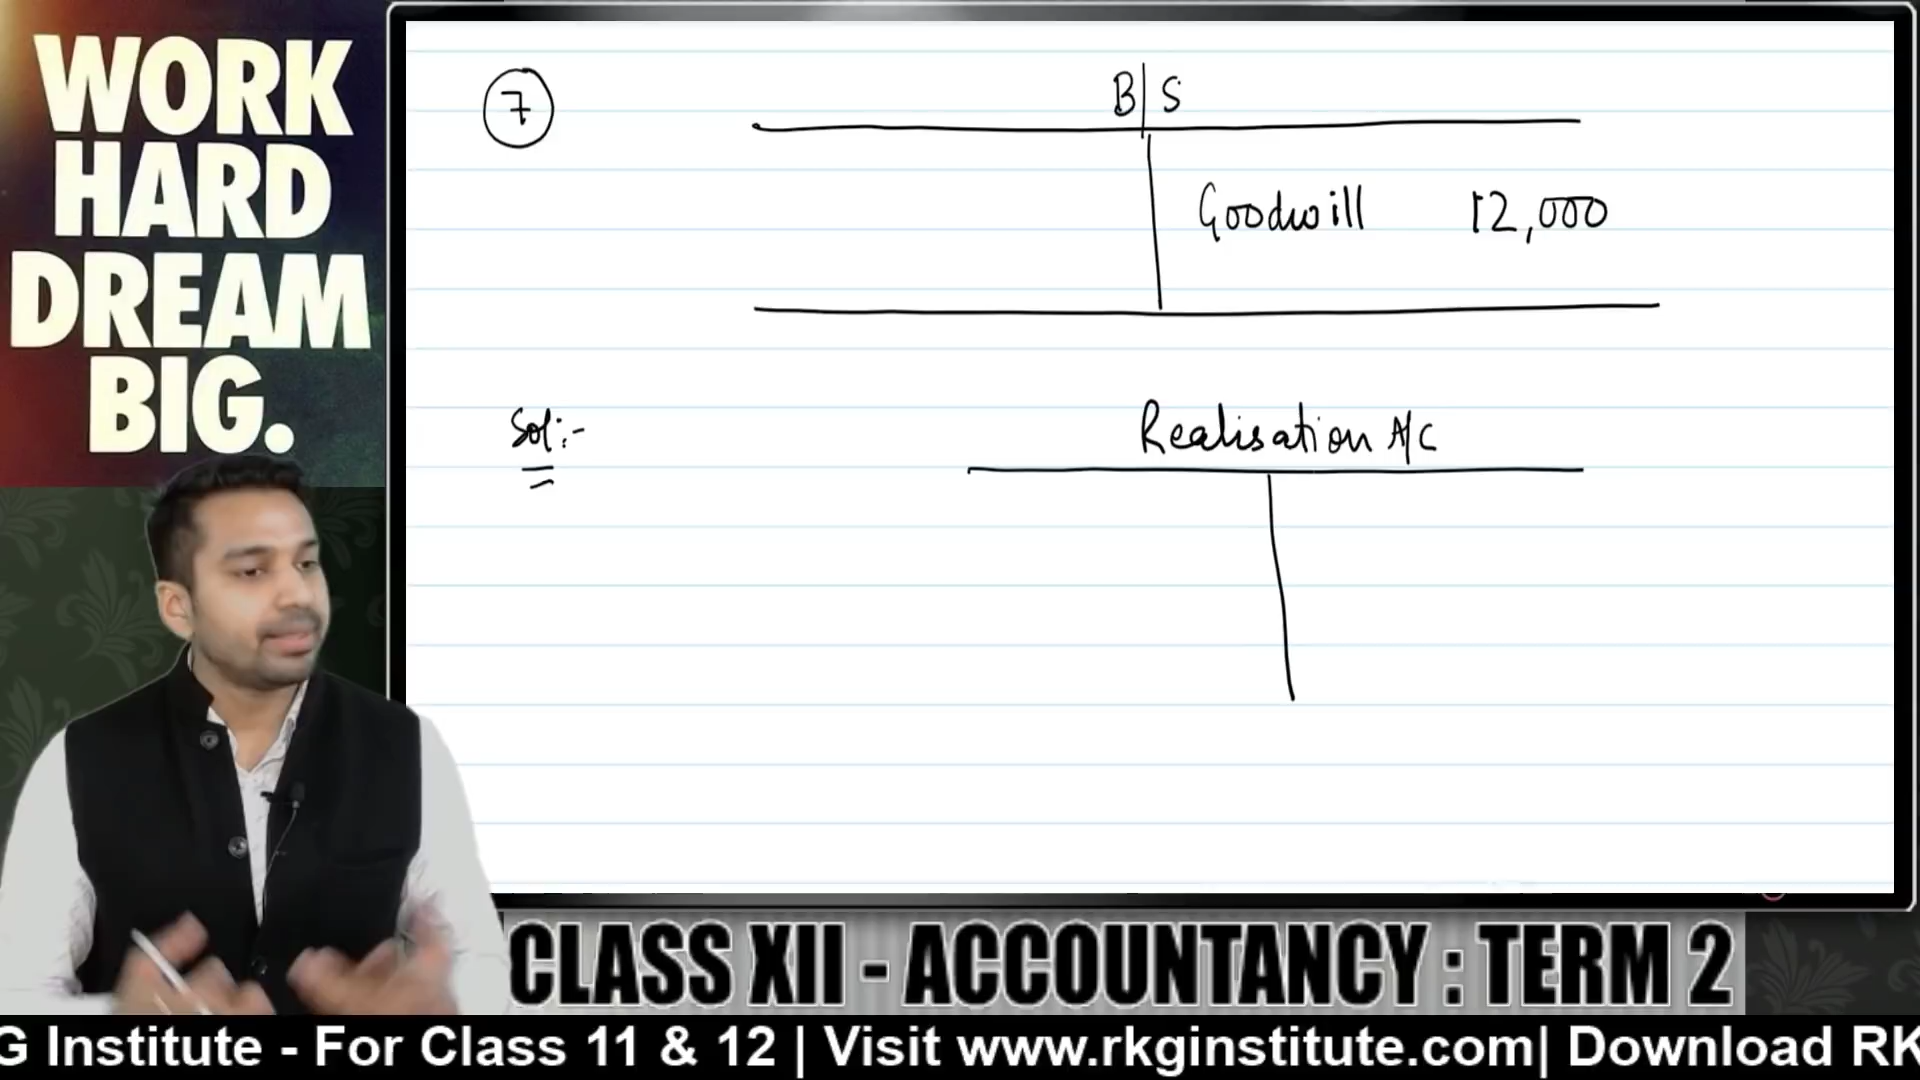 WORK
HARD
DREAM
BIG.
7
B S
Goodwill 12,000
Sol:-
Realisation A/c
CLASS XII - ACCOUNTANCY : TERM 2
G Institute - For Class 11 & 12 | Visit www.rkginstitute.com| Download RK